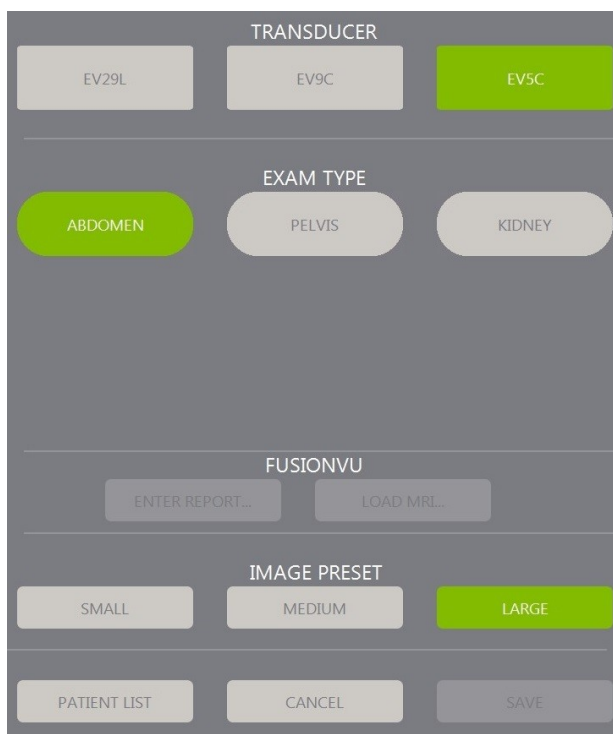 TRANSDUCER
EV29L EV9C EV5C
EXAM TYPE
ABDOMEN PELVIS KIDNEY
FUSIONVU
ENTER REPORT... LOAD MRI...
IMAGE PRESET
SMALL MEDIUM LARGE
PATIENT LIST CANCEL SAVE